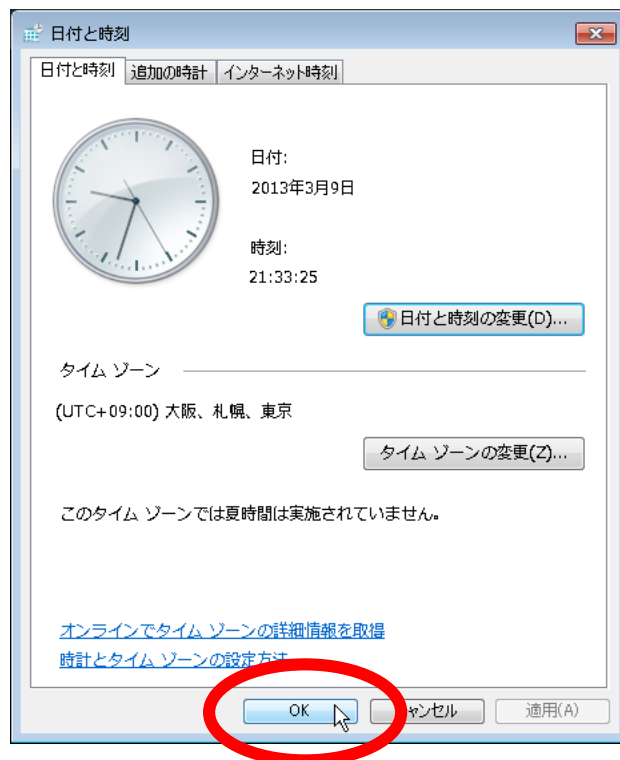 日付と時刻
日付と時刻 追加の時計 インターネット時刻
日付:
2013年3月9日
時刻:
21:33:25
日付と時刻の変更(D)...
タイム ゾーン
(UTC+09:00) 大阪、札幌、東京
タイム ゾーンの変更(Z)...
このタイム ゾーンでは夏時間は実施されていません。
オンラインでタイム ゾーンの詳細情報を取得
時計とタイム ゾーンの設定方法
OK キャンセル 適用(A)